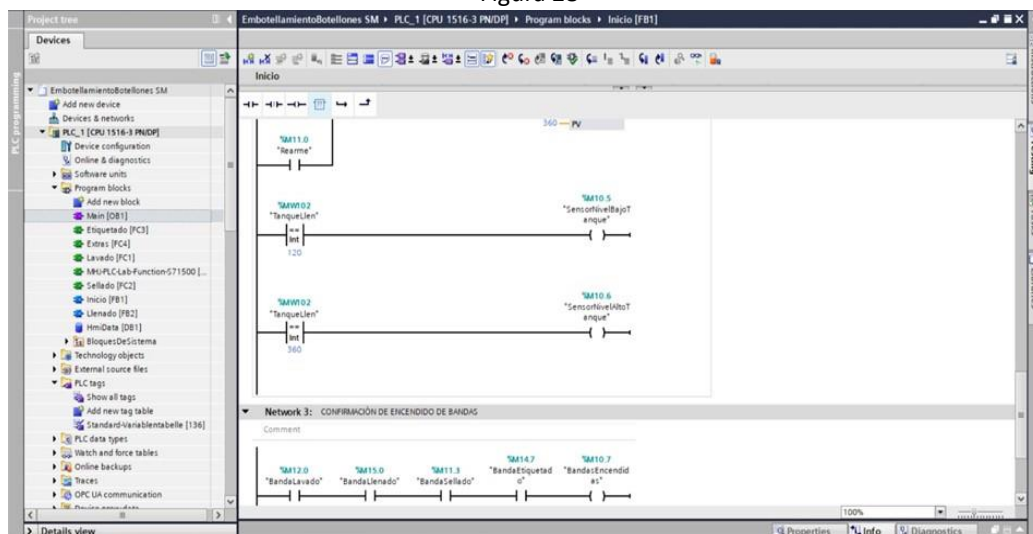 Project tree
EmbotellamientoBotellones SM ▸ PLC_1 [CPU 1516-3 PN/DP] ▸ Program blocks ▸ Inicio [FB1]
Devices
PLC programming
EmbotellamientoBotellones SM
Add new device
Devices & networks
PLC_1 [CPU 1516-3 PN/DP]
Device configuration
Online & diagnostics
Software units
Program blocks
Add new block
Main [OB1]
Etiquetado [FC3]
Extras [FC4]
Lavado [FC1]
MHJ-PLC-Lab-Function-S71500 [...
Sellado [FC2]
Inicio [FB1]
Llenado [FB2]
HmiData [DB1]
BloquesDeSistema
Technology objects
External source files
PLC tags
Show all tags
Add new tag table
Standard-Variablentabelle [136]
PLC data types
Watch and force tables
Online backups
Traces
OPC UA communication
Details view
Inicio
360 PV
%M11.0
"Rearme"
%MW102
"TanqueLlen"
==
Int
120
%M10.5
"SensorNivelBajoT
anque"
%MW102
"TanqueLlen"
==
Int
360
%M10.6
"SensorNivelAltoT
anque"
Network 3: CONFIRMACIÓN DE ENCENDIDO DE BANDAS
Comment
%M12.0
"BandaLavado"
%M15.0
"BandaLlenado"
%M11.3
"BandaSellado"
%M14.7
"BandaEtiquetad
o"
%M10.7
"BandasEncendid
as"
100%
Properties
Info
Diagnostics